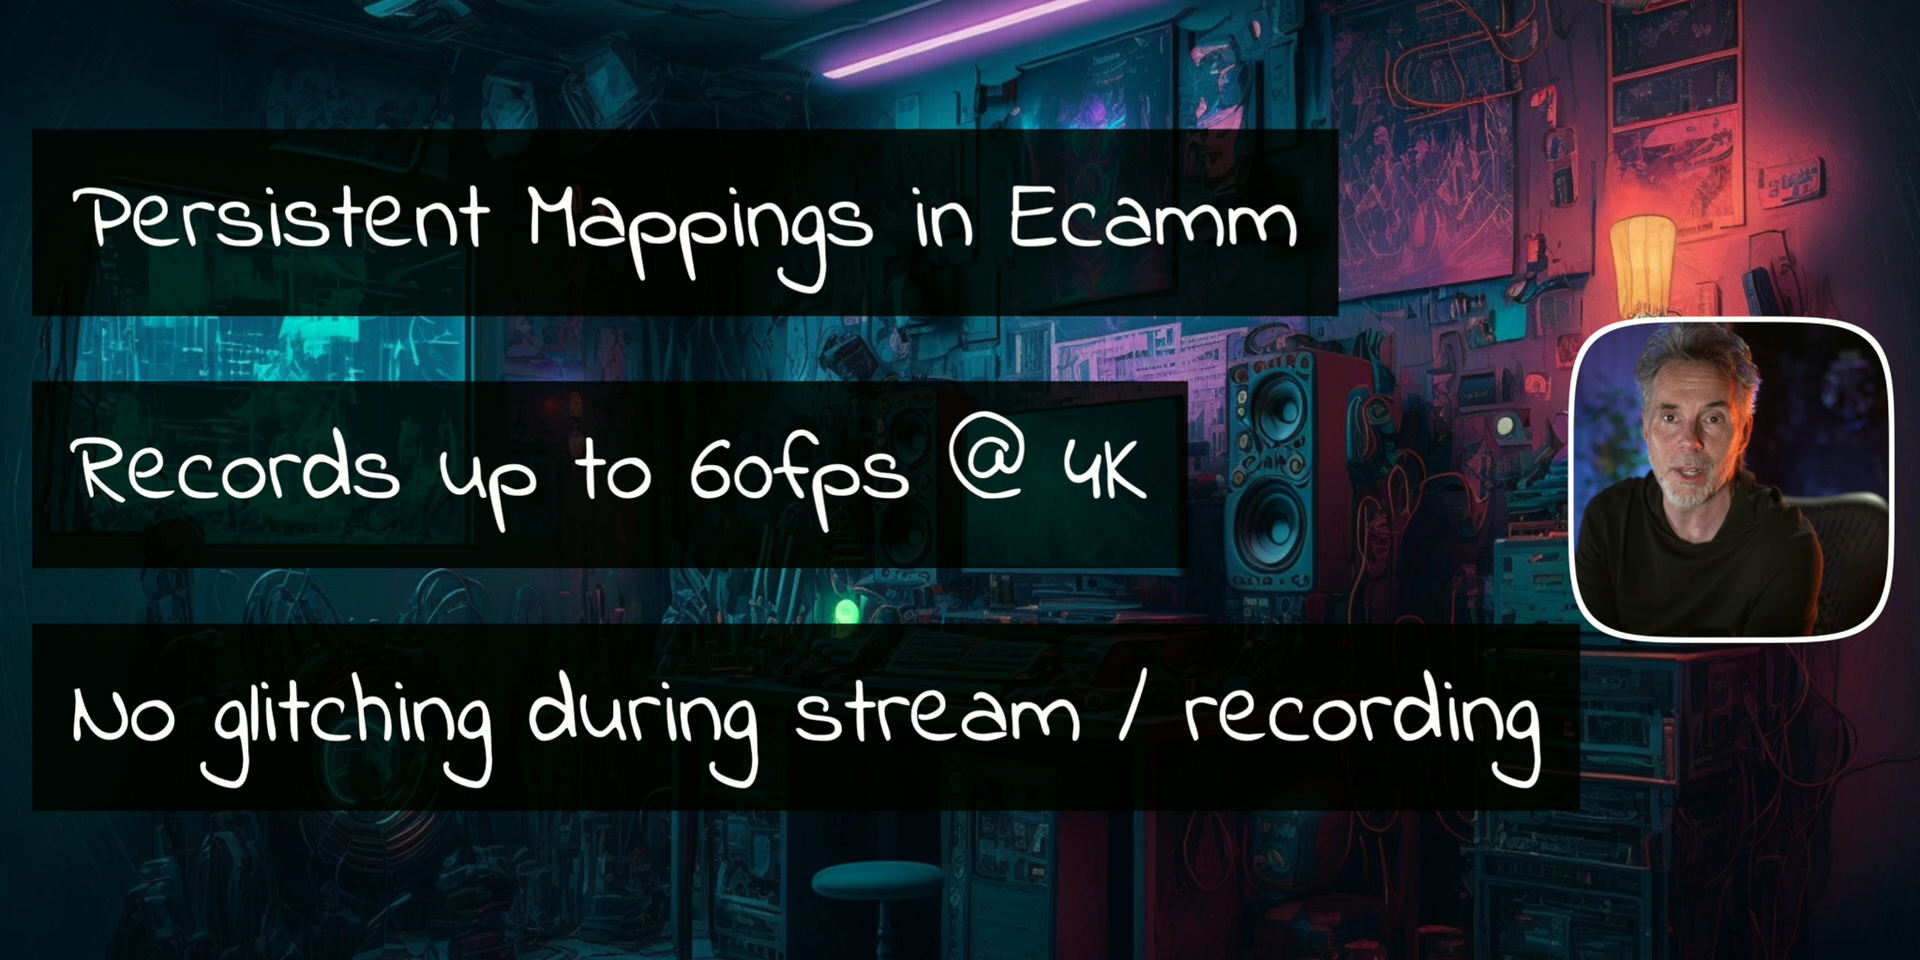 Persistent Mappings in Ecamm
Records up to 60fps @ 4K
No glitching during stream / recording